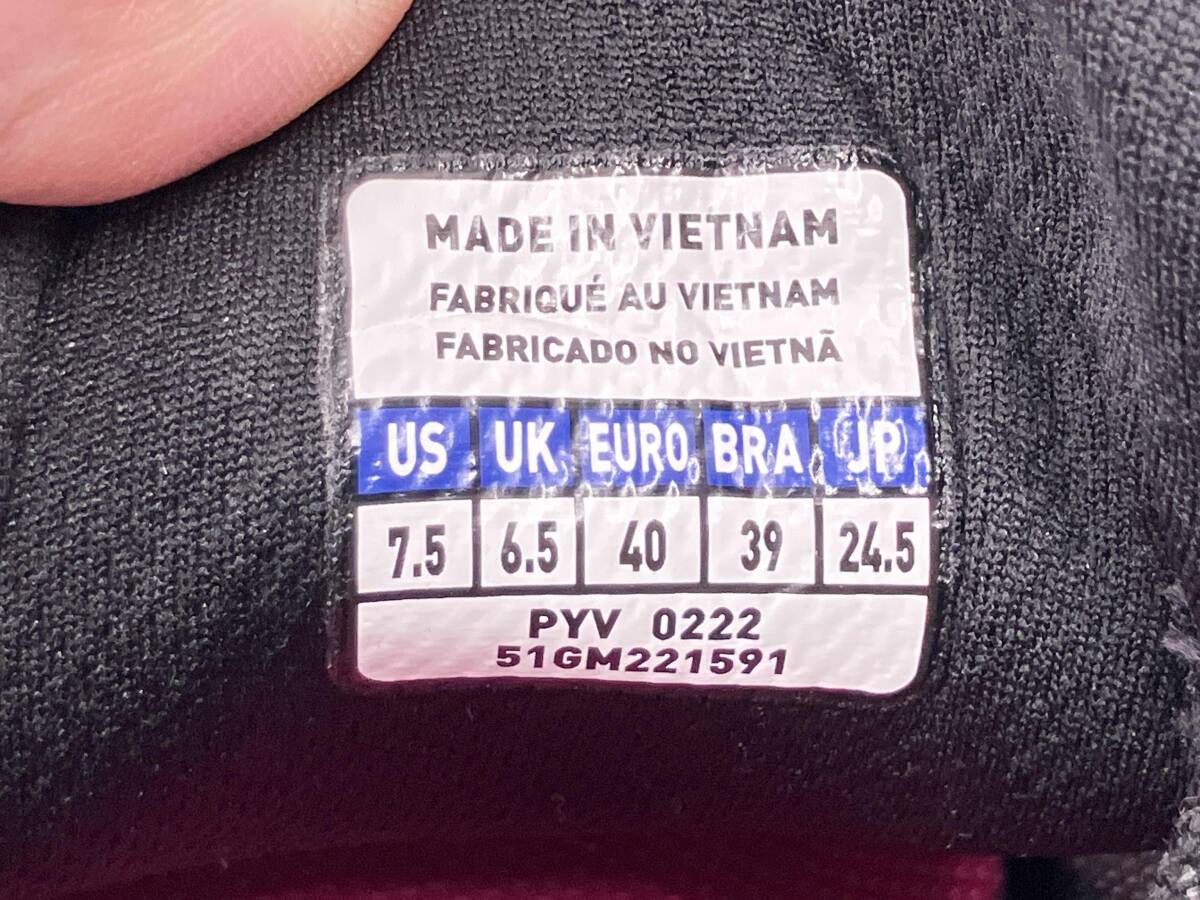 MADE IN VIETNAM
FABRIQUÉ AU VIETNAM
FABRICADO NO VIETNÃ
US UK EURO BRA JP
7.5 6.5 40 39 24.5
PYV 0222
51GM221591